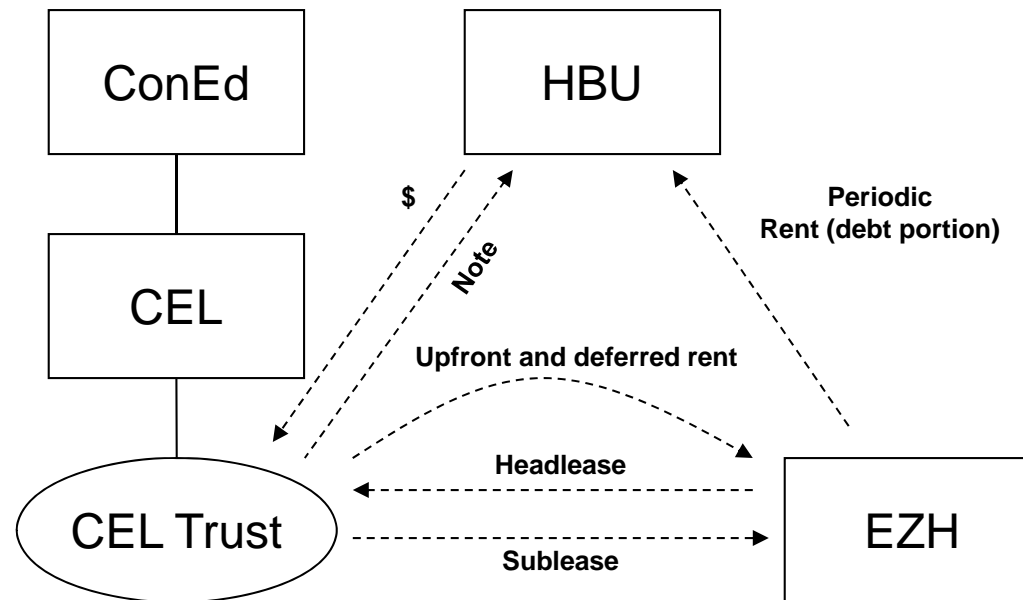 ConEd
HBU
$
Note
Periodic
Rent (debt portion)
CEL
Upfront and deferred rent
Headlease
CEL Trust
EZH
Sublease